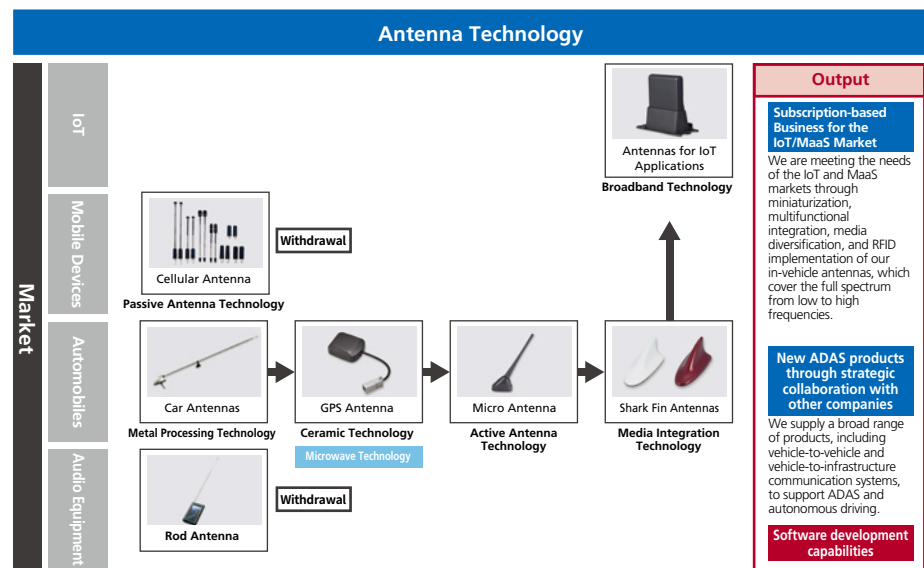 Antenna Technology
Market
IoT
Mobile Devices
Automobiles
Audio Equipment
Antennas for IoT
Applications
Broadband Technology
Cellular Antenna
Passive Antenna Technology
Withdrawal
Car Antennas
Metal Processing Technology
GPS Antenna
Ceramic Technology
Microwave Technology
Micro Antenna
Active Antenna
Technology
Shark Fin Antennas
Media Integration
Technology
Rod Antenna
Withdrawal
Output
Subscription-based
Business for the
IoT/MaaS Market
We are meeting the needs
of the IoT and MaaS
markets through
miniaturization,
multifunctional
integration, media
diversification, and RFID
implementation of our
in-vehicle antennas, which
cover the full spectrum
from low to high
frequencies.
New ADAS products
through strategic
collaboration with
other companies
We supply a broad range
of products, including
vehicle-to-vehicle and
vehicle-to-infrastructure
communication systems,
to support ADAS and
autonomous driving.
Software development
capabilities